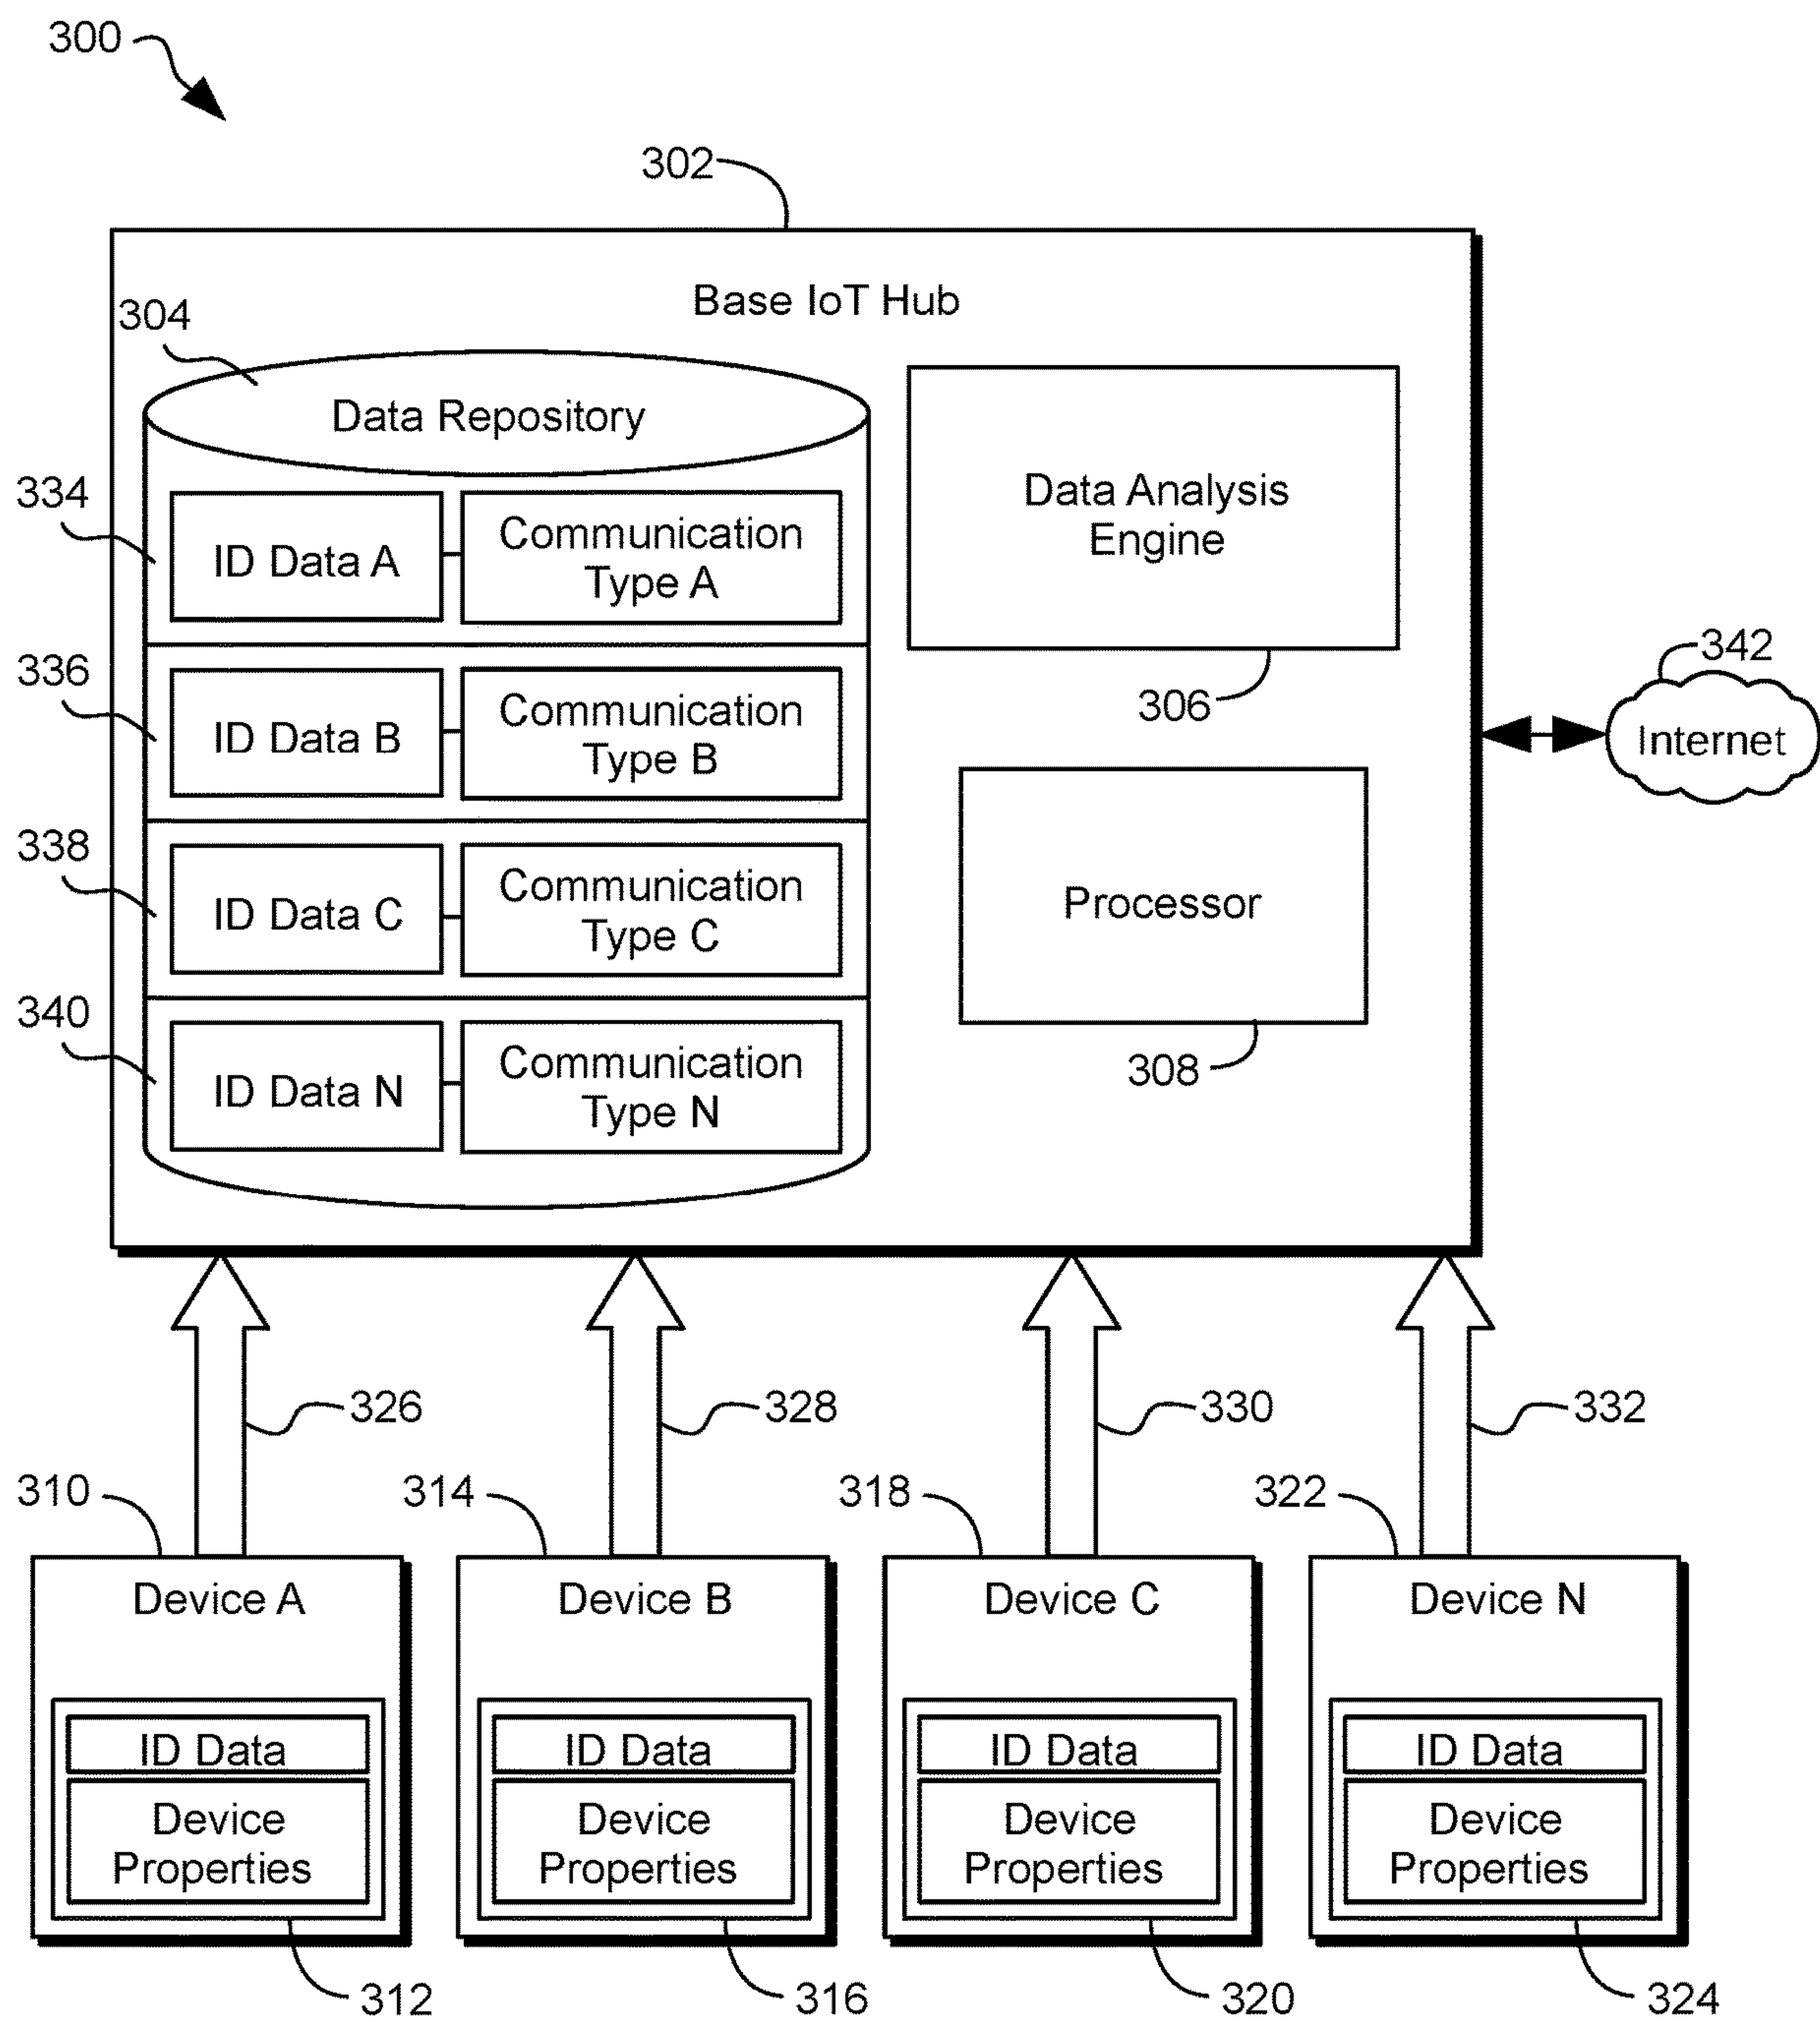 300
302
Base IoT Hub
304
Data Repository
Data Analysis
Engine
306
Processor
308
334
ID Data A
Communication
Type A
336
ID Data B
Communication
Type B
338
ID Data C
Communication
Type C
340
ID Data N
Communication
Type N
342
Internet
326
328
330
332
310
Device A
ID Data
Device
Properties
312
314
Device B
ID Data
Device
Properties
316
318
Device C
ID Data
Device
Properties
320
322
Device N
ID Data
Device
Properties
324